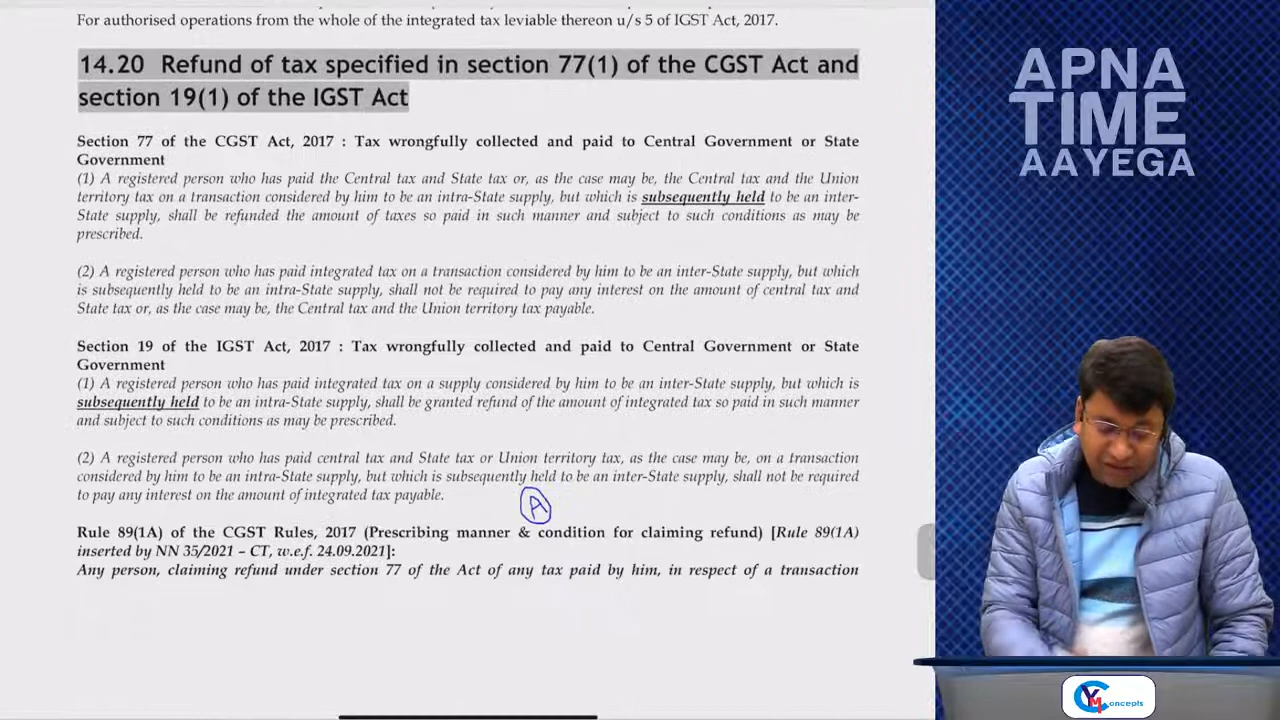 For authorised operations from the whole of the integrated tax leviable thereon u/s 5 of IGST Act, 2017.
14.20 Refund of tax specified in section 77(1) of the CGST Act and
section 19(1) of the IGST Act
Section 77 of the CGST Act, 2017 : Tax wrongfully collected and paid to Central Government or State
Government
(1) A registered person who has paid the Central tax and State tax or, as the case may be, the Central tax and the Union
territory tax on a transaction considered by him to be an intra-State supply, but which is subsequently held to be an inter-
State supply, shall be refunded the amount of taxes so paid in such manner and subject to such conditions as may be
prescribed.
(2) A registered person who has paid integrated tax on a transaction considered by him to be an inter-State supply, but which
is subsequently held to be an intra-State supply, shall not be required to pay any interest on the amount of central tax and
State tax or, as the case may be, the Central tax and the Union territory tax payable.
Section 19 of the IGST Act, 2017 : Tax wrongfully collected and paid to Central Government or State
Government
(1) A registered person who has paid integrated tax on a supply considered by him to be an inter-State supply, but which is
subsequently held to be an intra-State supply, shall be granted refund of the amount of integrated tax so paid in such manner
and subject to such conditions as may be prescribed.
(2) A registered person who has paid central tax and State tax or Union territory tax, as the case may be, on a transaction
considered by him to be an intra-State supply, but which is subsequently held to be an inter-State supply, shall not be required
to pay any interest on the amount of integrated tax payable.
A
Rule 89(1A) of the CGST Rules, 2017 (Prescribing manner & condition for claiming refund) [Rule 89(1A)
inserted by NN 35/2021 – CT, w.e.f. 24.09.2021]:
Any person, claiming refund under section 77 of the Act of any tax paid by him, in respect of a transaction
APNA
TIME
AAYEGA
YM Concepts